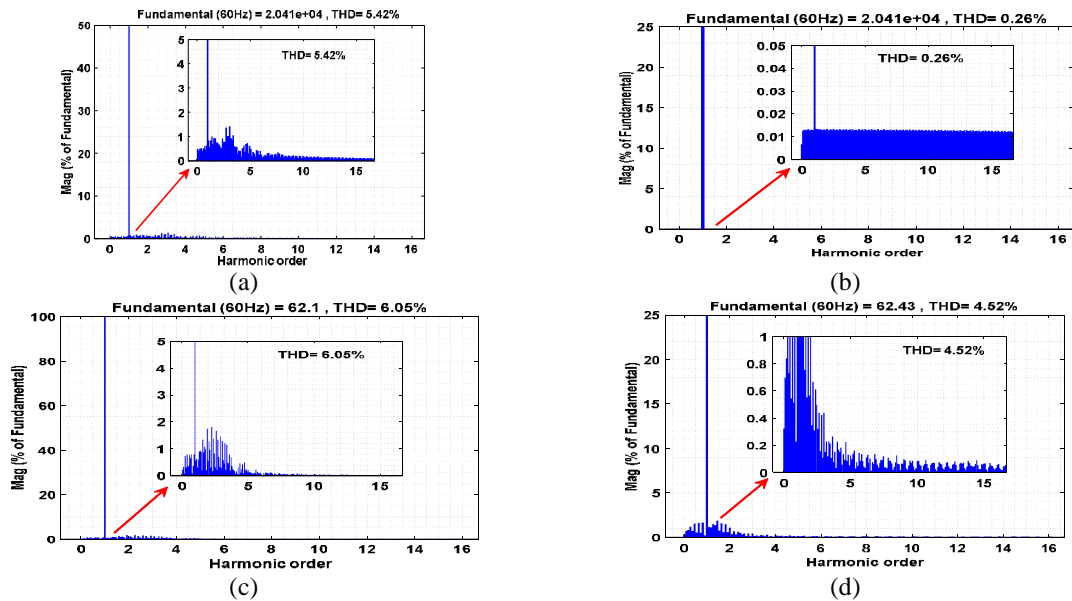 Fundamental (60Hz) = 2.041e+04 , THD= 5.42%
Mag (% of Fundamental)
50
40
30
20
10
0
5
4
3
2
1
0
THD= 5.42%
0 5 10 15
0 2 4 6 8 10 12 14 16
Harmonic order
(a)
Fundamental (60Hz) = 2.041e+04 , THD= 0.26%
Mag (% of Fundamental)
25
20
15
10
5
0
0.05
0.04
0.03
0.02
0.01
0
THD= 0.26%
0 5 10 15
0 2 4 6 8 10 12 14 16
Harmonic order
(b)
Fundamental (60Hz) = 62.1 , THD= 6.05%
Mag (% of Fundamental)
100
80
60
40
20
0
5
4
3
2
1
0
THD= 6.05%
0 5 10 15
0 2 4 6 8 10 12 14 16
Harmonic order
(c)
Fundamental (60Hz) = 62.43 , THD= 4.52%
Mag (% of Fundamental)
25
20
15
10
5
0
1
0.8
0.6
0.4
0.2
0
THD= 4.52%
0 5 10 15
0 2 4 6 8 10 12 14 16
Harmonic order
(d)